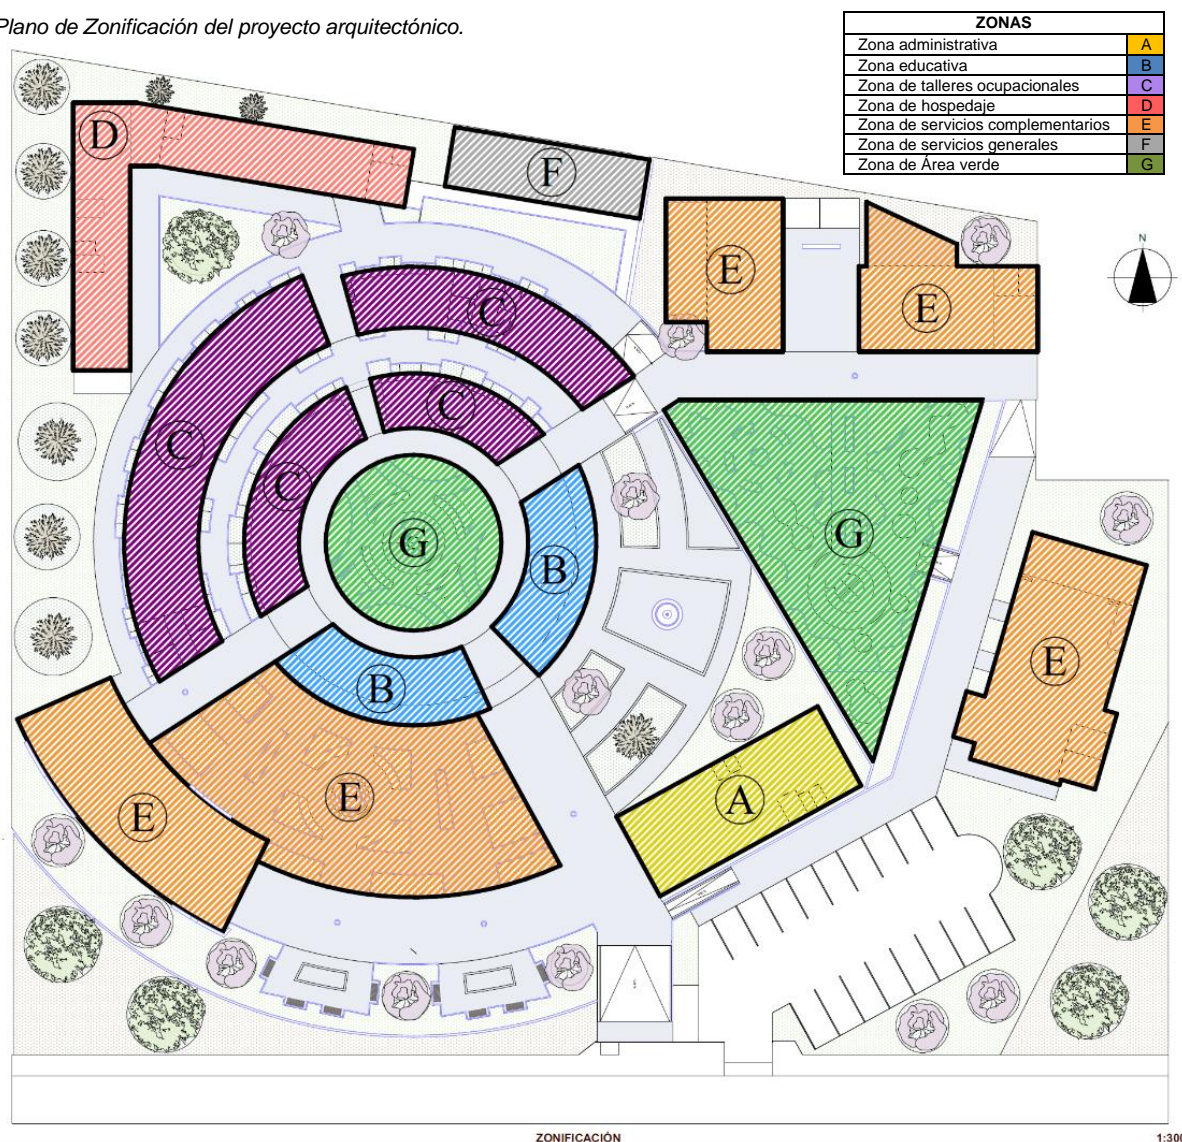 Plano de Zonificación del proyecto arquitectónico.
ZONAS
Zona administrativa A
Zona educativa B
Zona de talleres ocupacionales C
Zona de hospedaje D
Zona de servicios complementarios E
Zona de servicios generales F
Zona de Área verde G
D
F
E
E
N
C
C
C
C
G
B
G
B
E
E
E
A
ZONIFICACIÓN